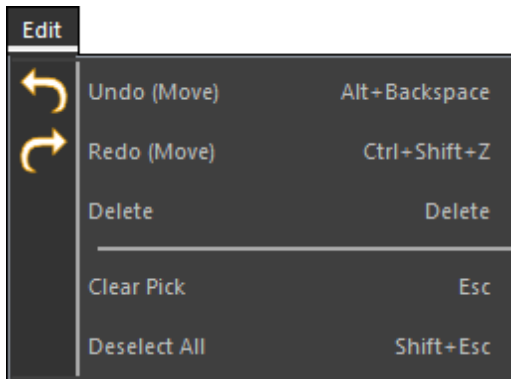 Edit
Undo (Move) Alt+Backspace
Redo (Move) Ctrl+Shift+Z
Delete Delete
Clear Pick Esc
Deselect All Shift+Esc